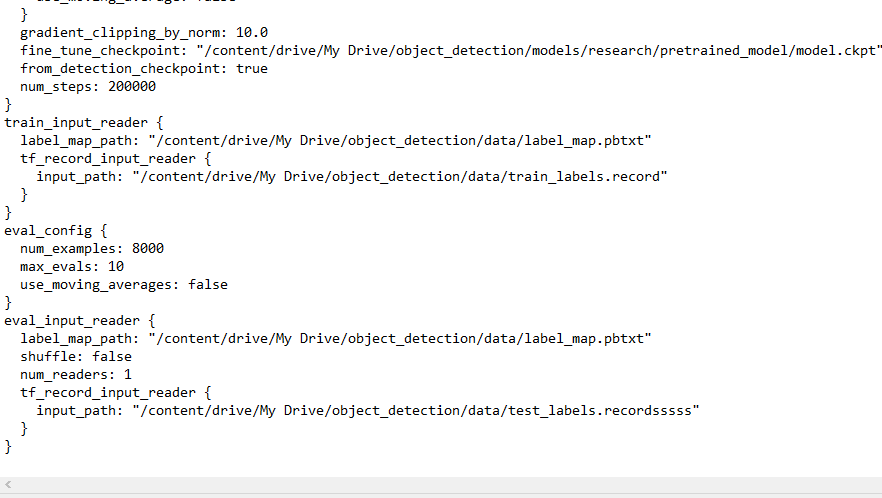 use_moving_average: false
}
gradient_clipping_by_norm: 10.0
fine_tune_checkpoint: "/content/drive/My Drive/object_detection/models/research/pretrained_model/model.ckpt"
from_detection_checkpoint: true
num_steps: 200000
}
train_input_reader {
label_map_path: "/content/drive/My Drive/object_detection/data/label_map.pbtxt"
tf_record_input_reader {
input_path: "/content/drive/My Drive/object_detection/data/train_labels.record"
}
}
eval_config {
num_examples: 8000
max_evals: 10
use_moving_averages: false
}
eval_input_reader {
label_map_path: "/content/drive/My Drive/object_detection/data/label_map.pbtxt"
shuffle: false
num_readers: 1
tf_record_input_reader {
input_path: "/content/drive/My Drive/object_detection/data/test_labels.recordsssss"
}
}